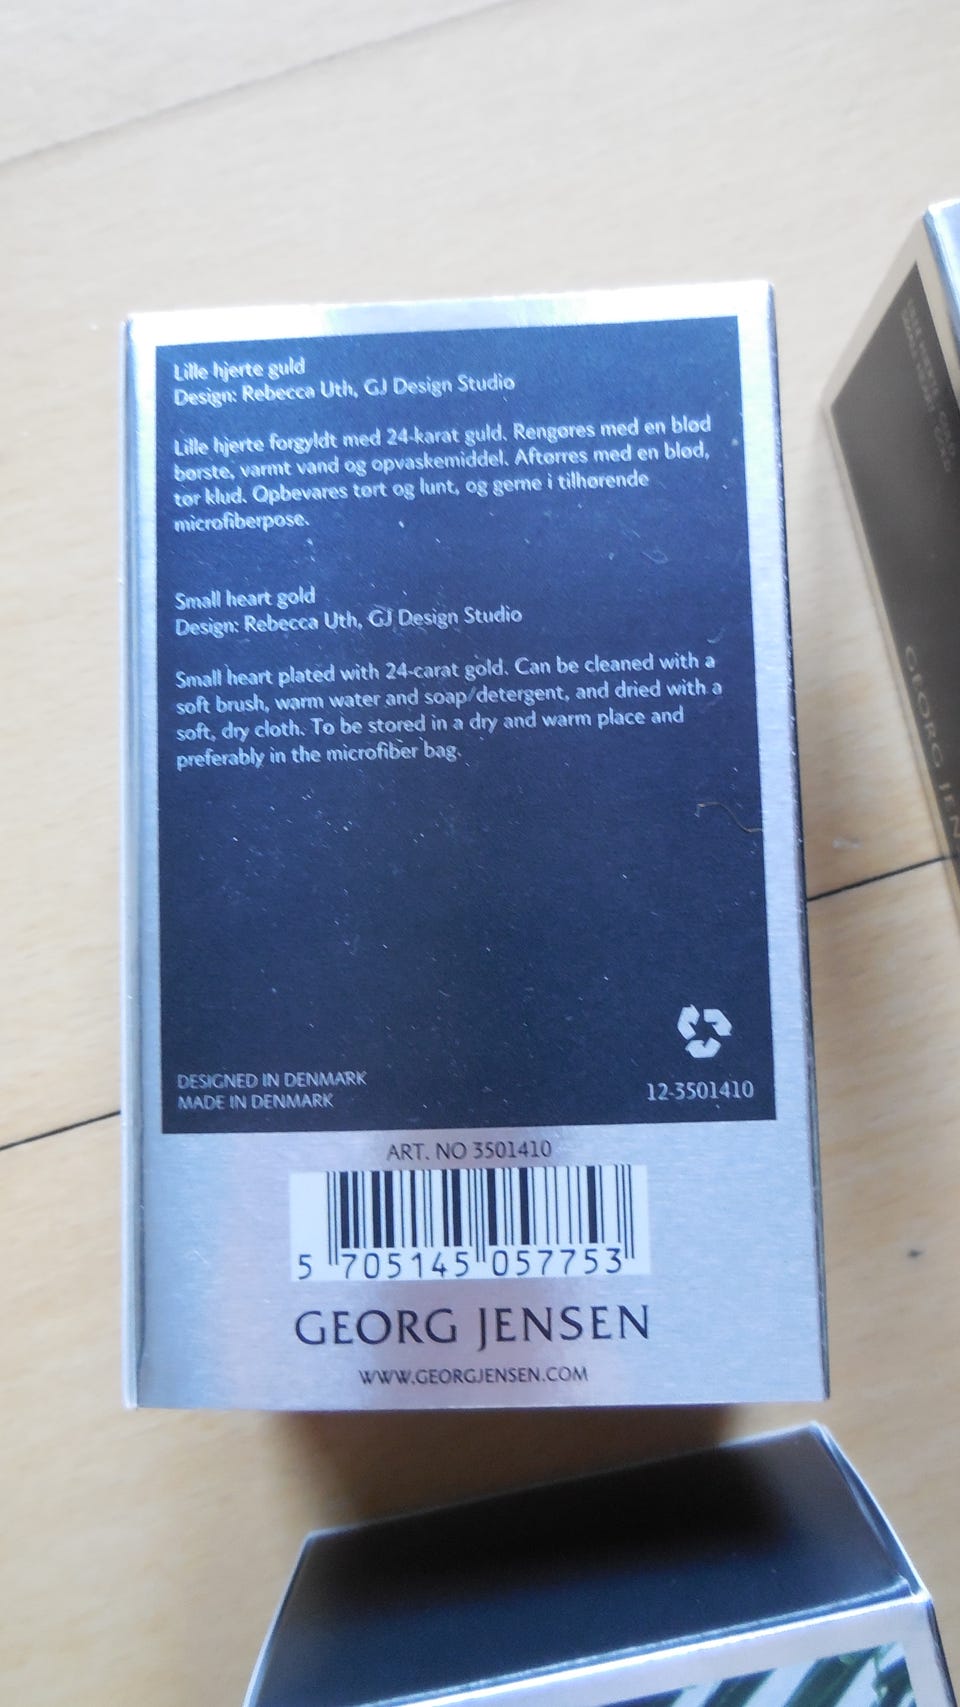 Lille hjerte guld
Design: Rebecca Uth, GJ Design Studio
Lille hjerte forgyldt med 24-karat guld. Rengøres med en blød
børste, varmt vand og opvaskemiddel. Aftørres med en blød,
tør klud. Opbevares tørt og lunt, og gerne i tilhørende
microfiberpose.
Small heart gold
Design: Rebecca Uth, GJ Design Studio
Small heart plated with 24-carat gold. Can be cleaned with a
soft brush, warm water and soap/detergent, and dried with a
soft, dry cloth. To be stored in a dry and warm place and
preferably in the microfiber bag.
DESIGNED IN DENMARK
MADE IN DENMARK
12-3501410
ART. NO 3501410
5 705145 057753
GEORG JENSEN
WWW.GEORGJENSEN.COM
GEORG JEN